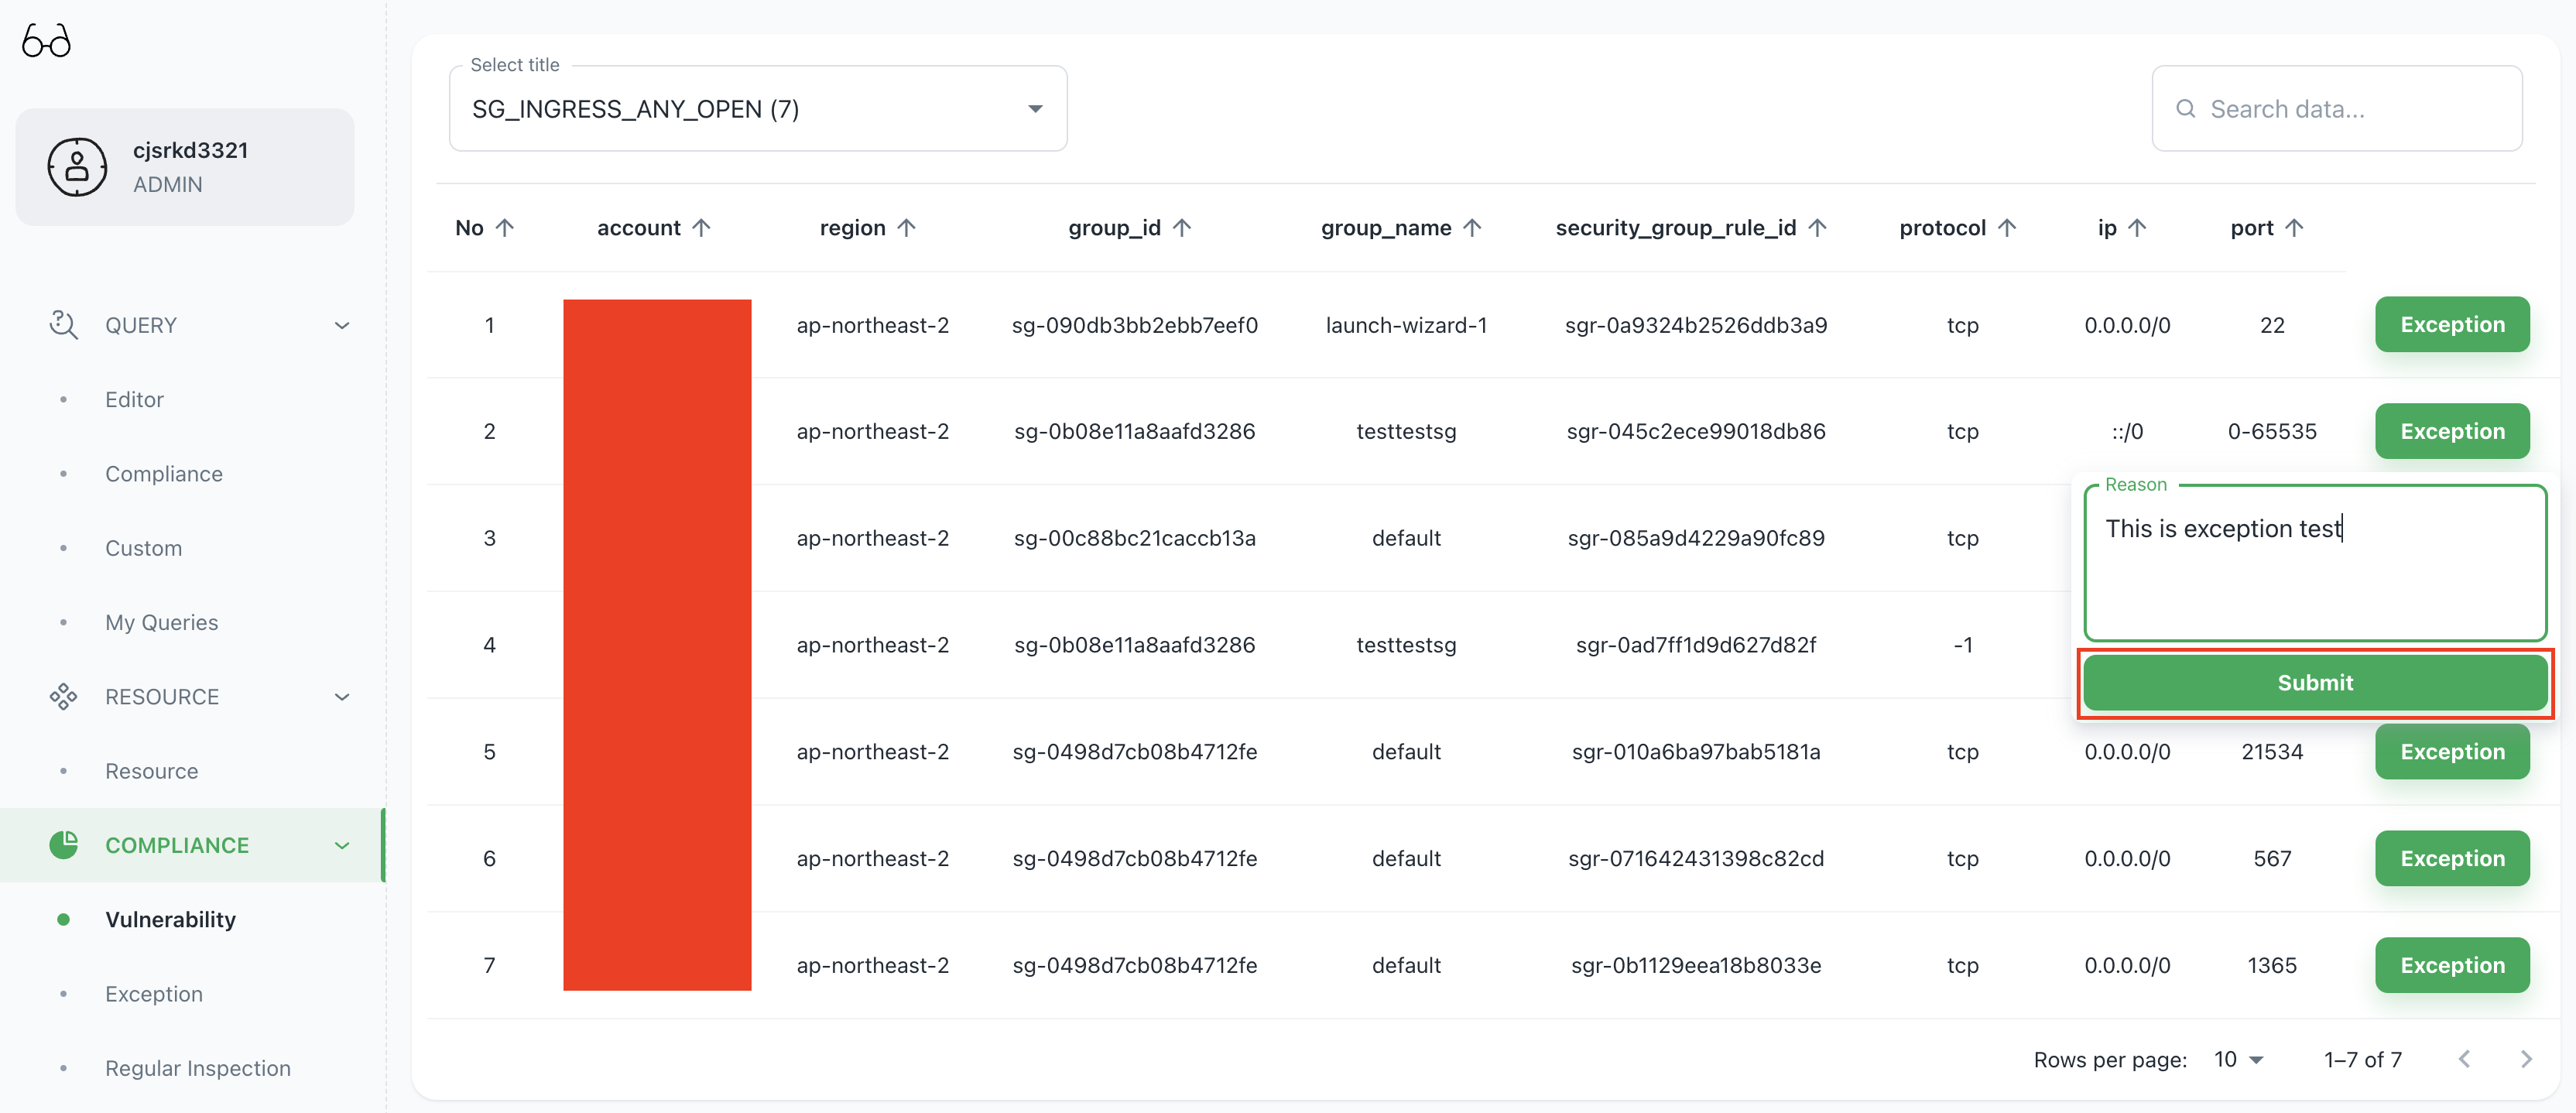 cjsrkd3321
ADMIN
QUERY
Editor
Compliance
Custom
My Queries
RESOURCE
Resource
COMPLIANCE
Vulnerability
Exception
Regular Inspection
Select title
SG_INGRESS_ANY_OPEN (7)
Search data...
No account region group_id group_name security_group_rule_id protocol ip port
1 ap-northeast-2 sg-090db3bb2ebb7eef0 launch-wizard-1 sgr-0a9324b2526ddb3a9 tcp 0.0.0.0/0 22 Exception
2 ap-northeast-2 sg-0b08e11a8aafd3286 testtestsg sgr-045c2ece99018db86 tcp ::/0 0-65535 Exception
3 ap-northeast-2 sg-00c88bc21caccb13a default sgr-085a9d4229a90fc89 tcp
Reason
This is exception test
4 ap-northeast-2 sg-0b08e11a8aafd3286 testtestsg sgr-0ad7ff1d9d627d82f -1
Submit
5 ap-northeast-2 sg-0498d7cb08b4712fe default sgr-010a6ba97bab5181a tcp 0.0.0.0/0 21534 Exception
6 ap-northeast-2 sg-0498d7cb08b4712fe default sgr-071642431398c82cd tcp 0.0.0.0/0 567 Exception
7 ap-northeast-2 sg-0498d7cb08b4712fe default sgr-0b1129eea18b8033e tcp 0.0.0.0/0 1365 Exception
Rows per page: 10 1–7 of 7